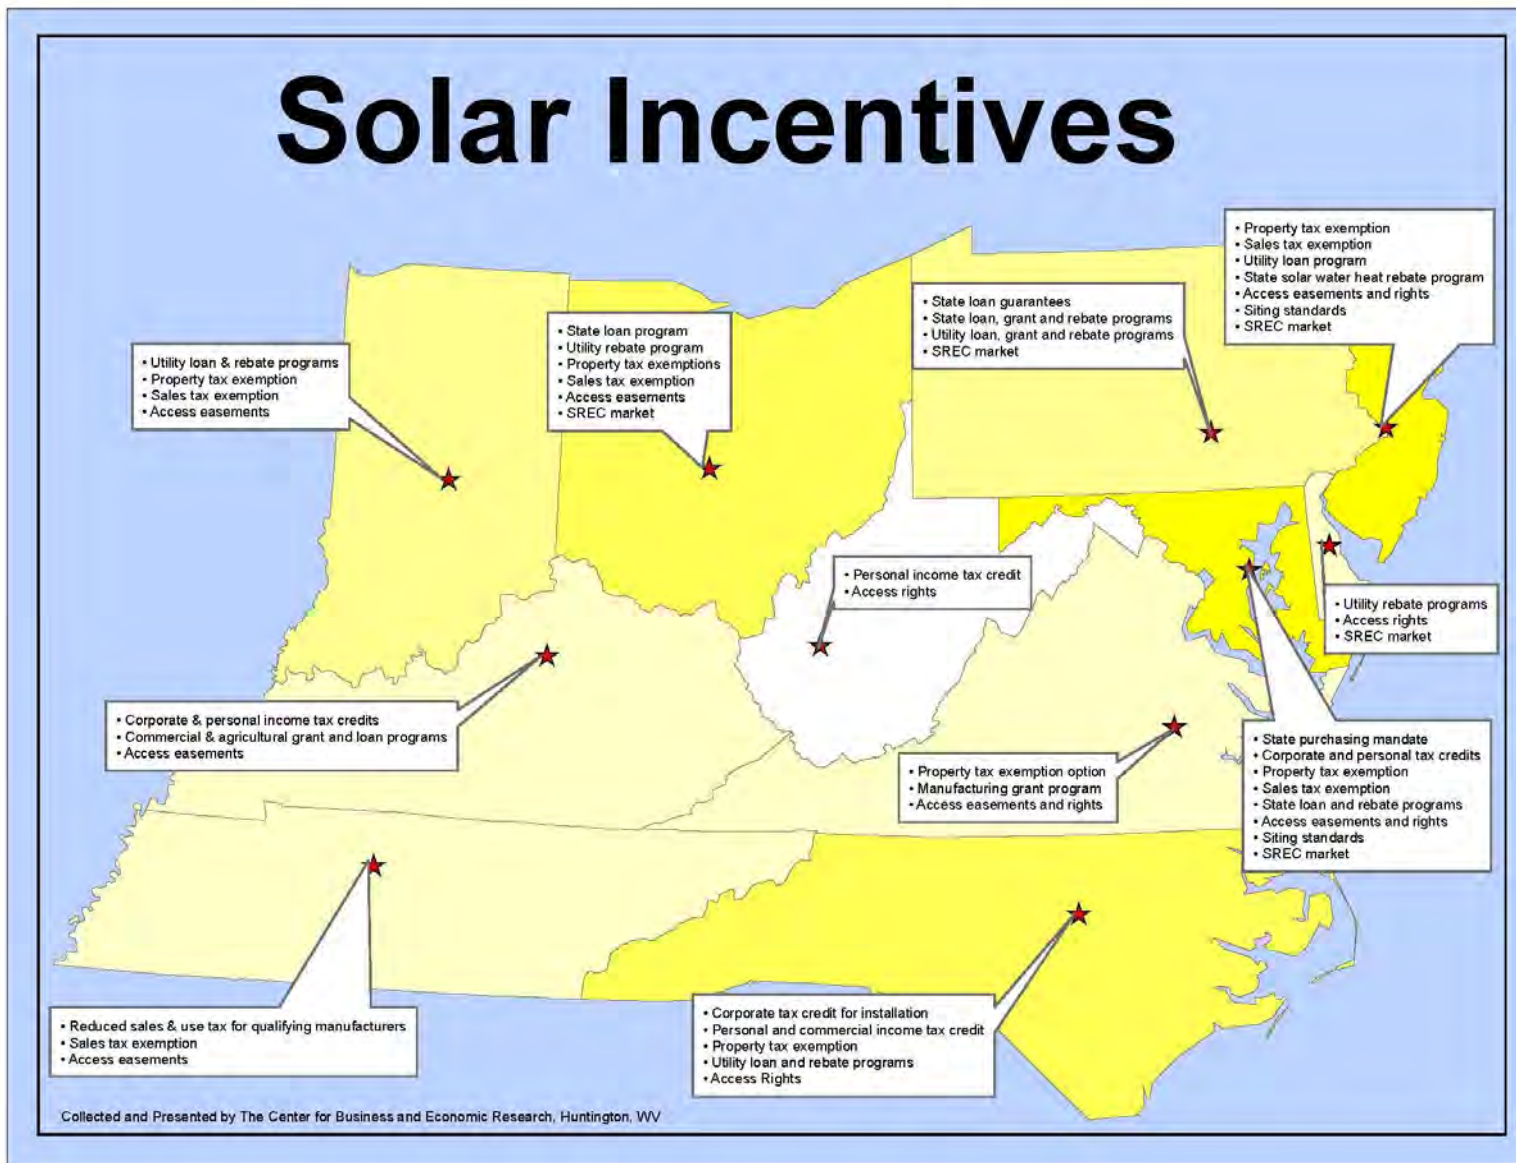 Solar Incentives
• Property tax exemption
• Sales tax exemption
• Utility loan program
• State solar water heat rebate program
• Access easements and rights
• Siting standards
• SREC market
• State loan guarantees
• State loan, grant and rebate programs
• Utility loan, grant and rebate programs
• SREC market
• State loan program
• Utility rebate program
• Property tax exemptions
• Sales tax exemption
• Access easements
• SREC market
• Utility loan & rebate programs
• Property tax exemption
• Sales tax exemption
• Access easements
• Personal income tax credit
• Access rights
• Utility rebate programs
• Access rights
• SREC market
• Corporate & personal income tax credits
• Commercial & agricultural grant and loan programs
• Access easements
• Property tax exemption option
• Manufacturing grant program
• Access easements and rights
• State purchasing mandate
• Corporate and personal tax credits
• Property tax exemption
• Sales tax exemption
• State loan and rebate programs
• Access easements and rights
• Siting standards
• SREC market
• Reduced sales & use tax for qualifying manufacturers
• Sales tax exemption
• Access easements
• Corporate tax credit for installation
• Personal and commercial income tax credit
• Property tax exemption
• Utility loan and rebate programs
• Access Rights
Collected and Presented by The Center for Business and Economic Research, Huntington, WV